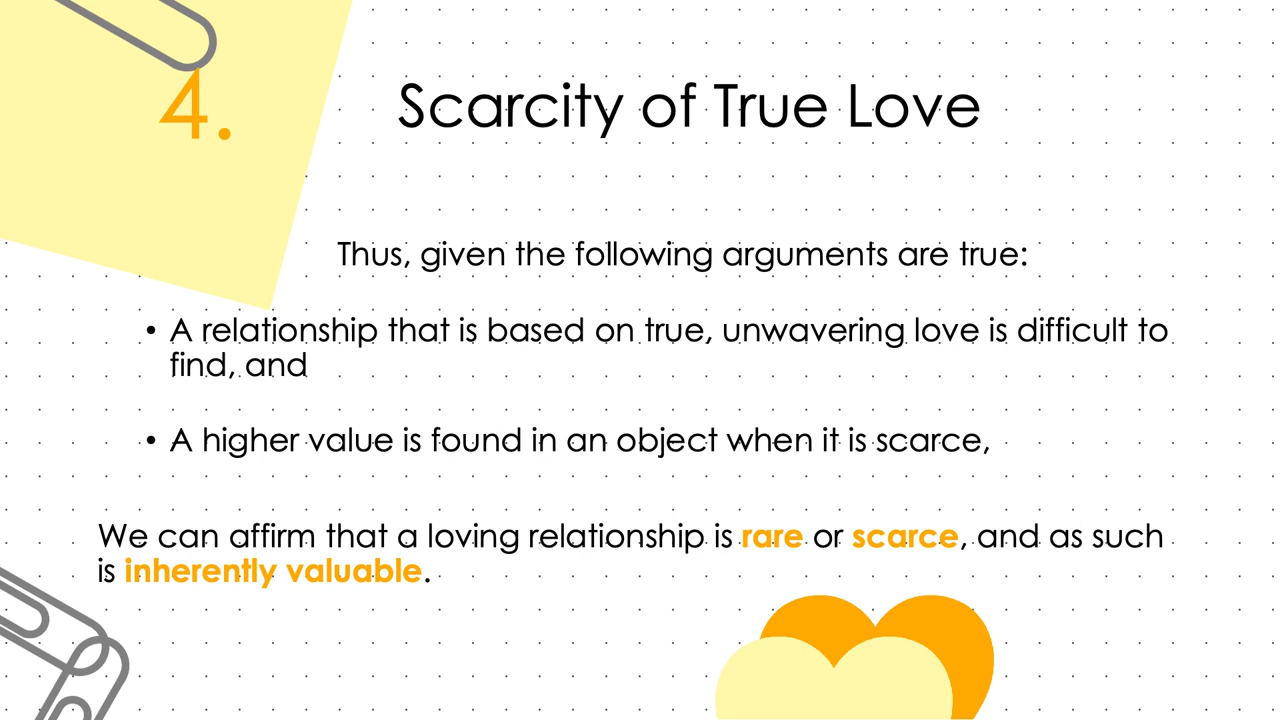 4.
Scarcity of True Love
Thus, given the following arguments are true:
• A relationship that is based on true, unwavering love is difficult to
find, and
• A higher value is found in an object when it is scarce,
We can affirm that a loving relationship is rare or scarce, and as such
is inherently valuable.